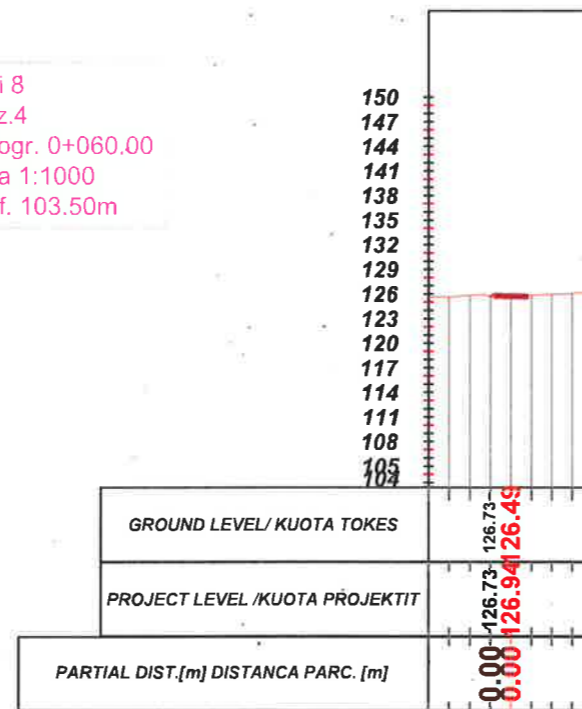 i 8
z.4
ogr. 0+060.00
a 1:1000
f. 103.50m
150
147
144
141
138
135
132
129
126
123
120
117
114
111
108
105
104
GROUND LEVEL/ KUOTA TOKES
126.73
126.49
PROJECT LEVEL /KUOTA PROJEKTIT
126.73
126.94
PARTIAL DIST.[m] DISTANCA PARC. [m]
0.00
0.00